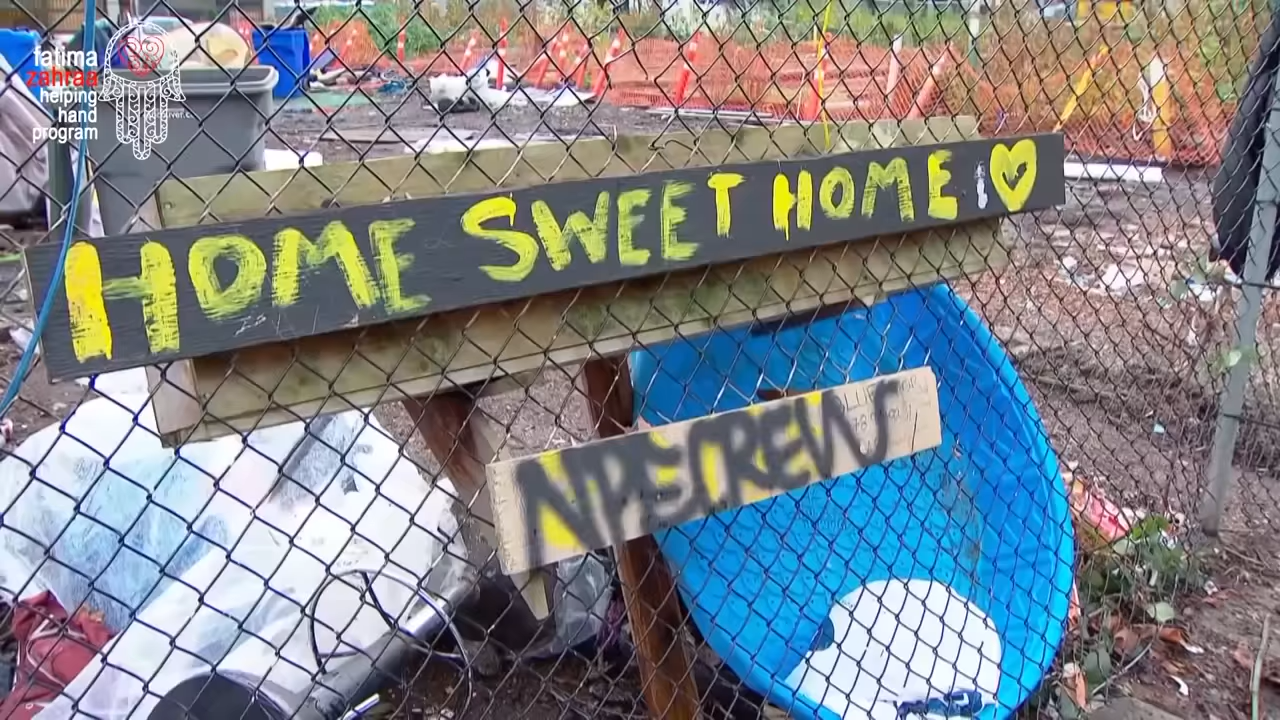 fatima
zahraa
helping
hand
program
HOME SWEET HOME ! ♥
NPECREW